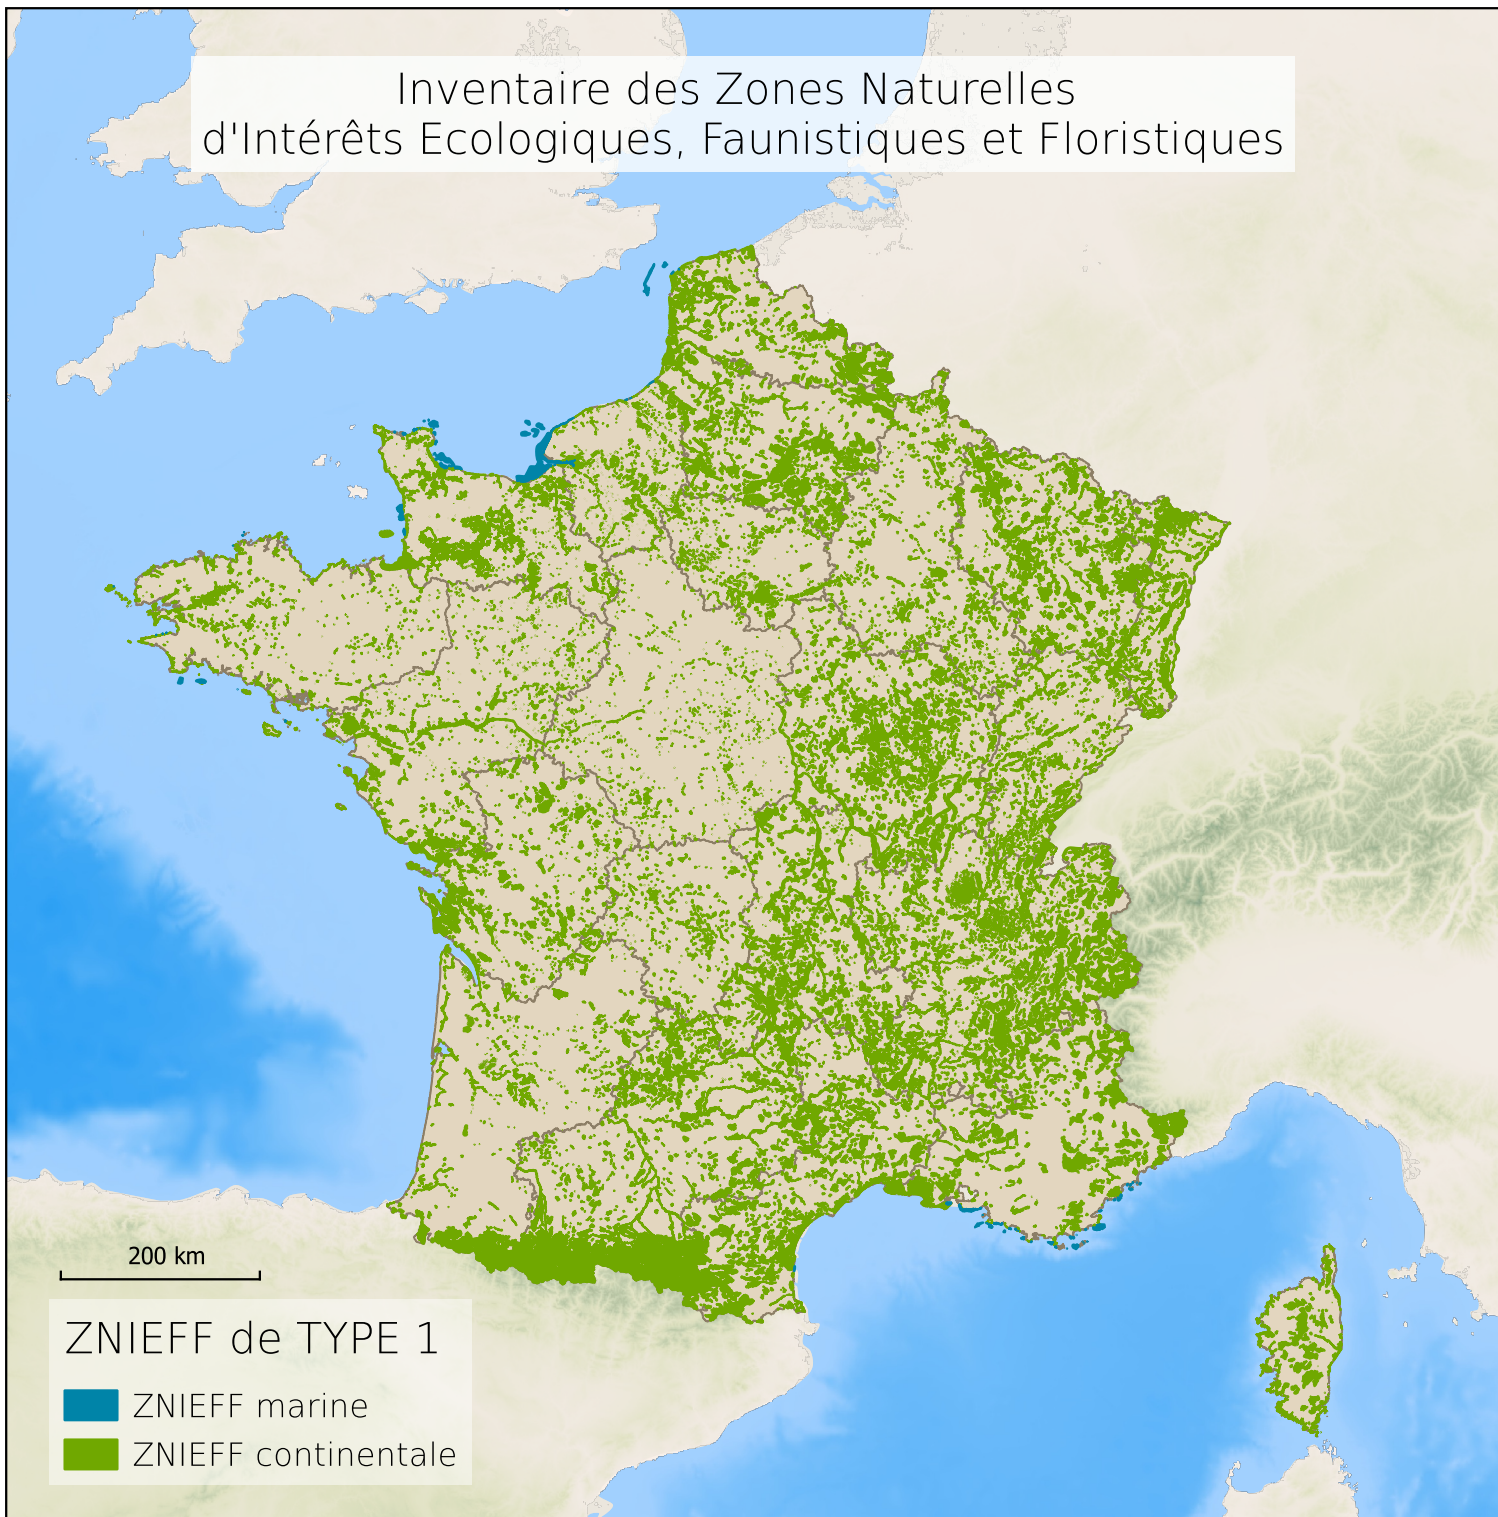 Inventaire des Zones Naturelles
d'Intérêts Ecologiques, Faunistiques et Floristiques
200 km
ZNIEFF de TYPE 1
ZNIEFF marine
ZNIEFF continentale